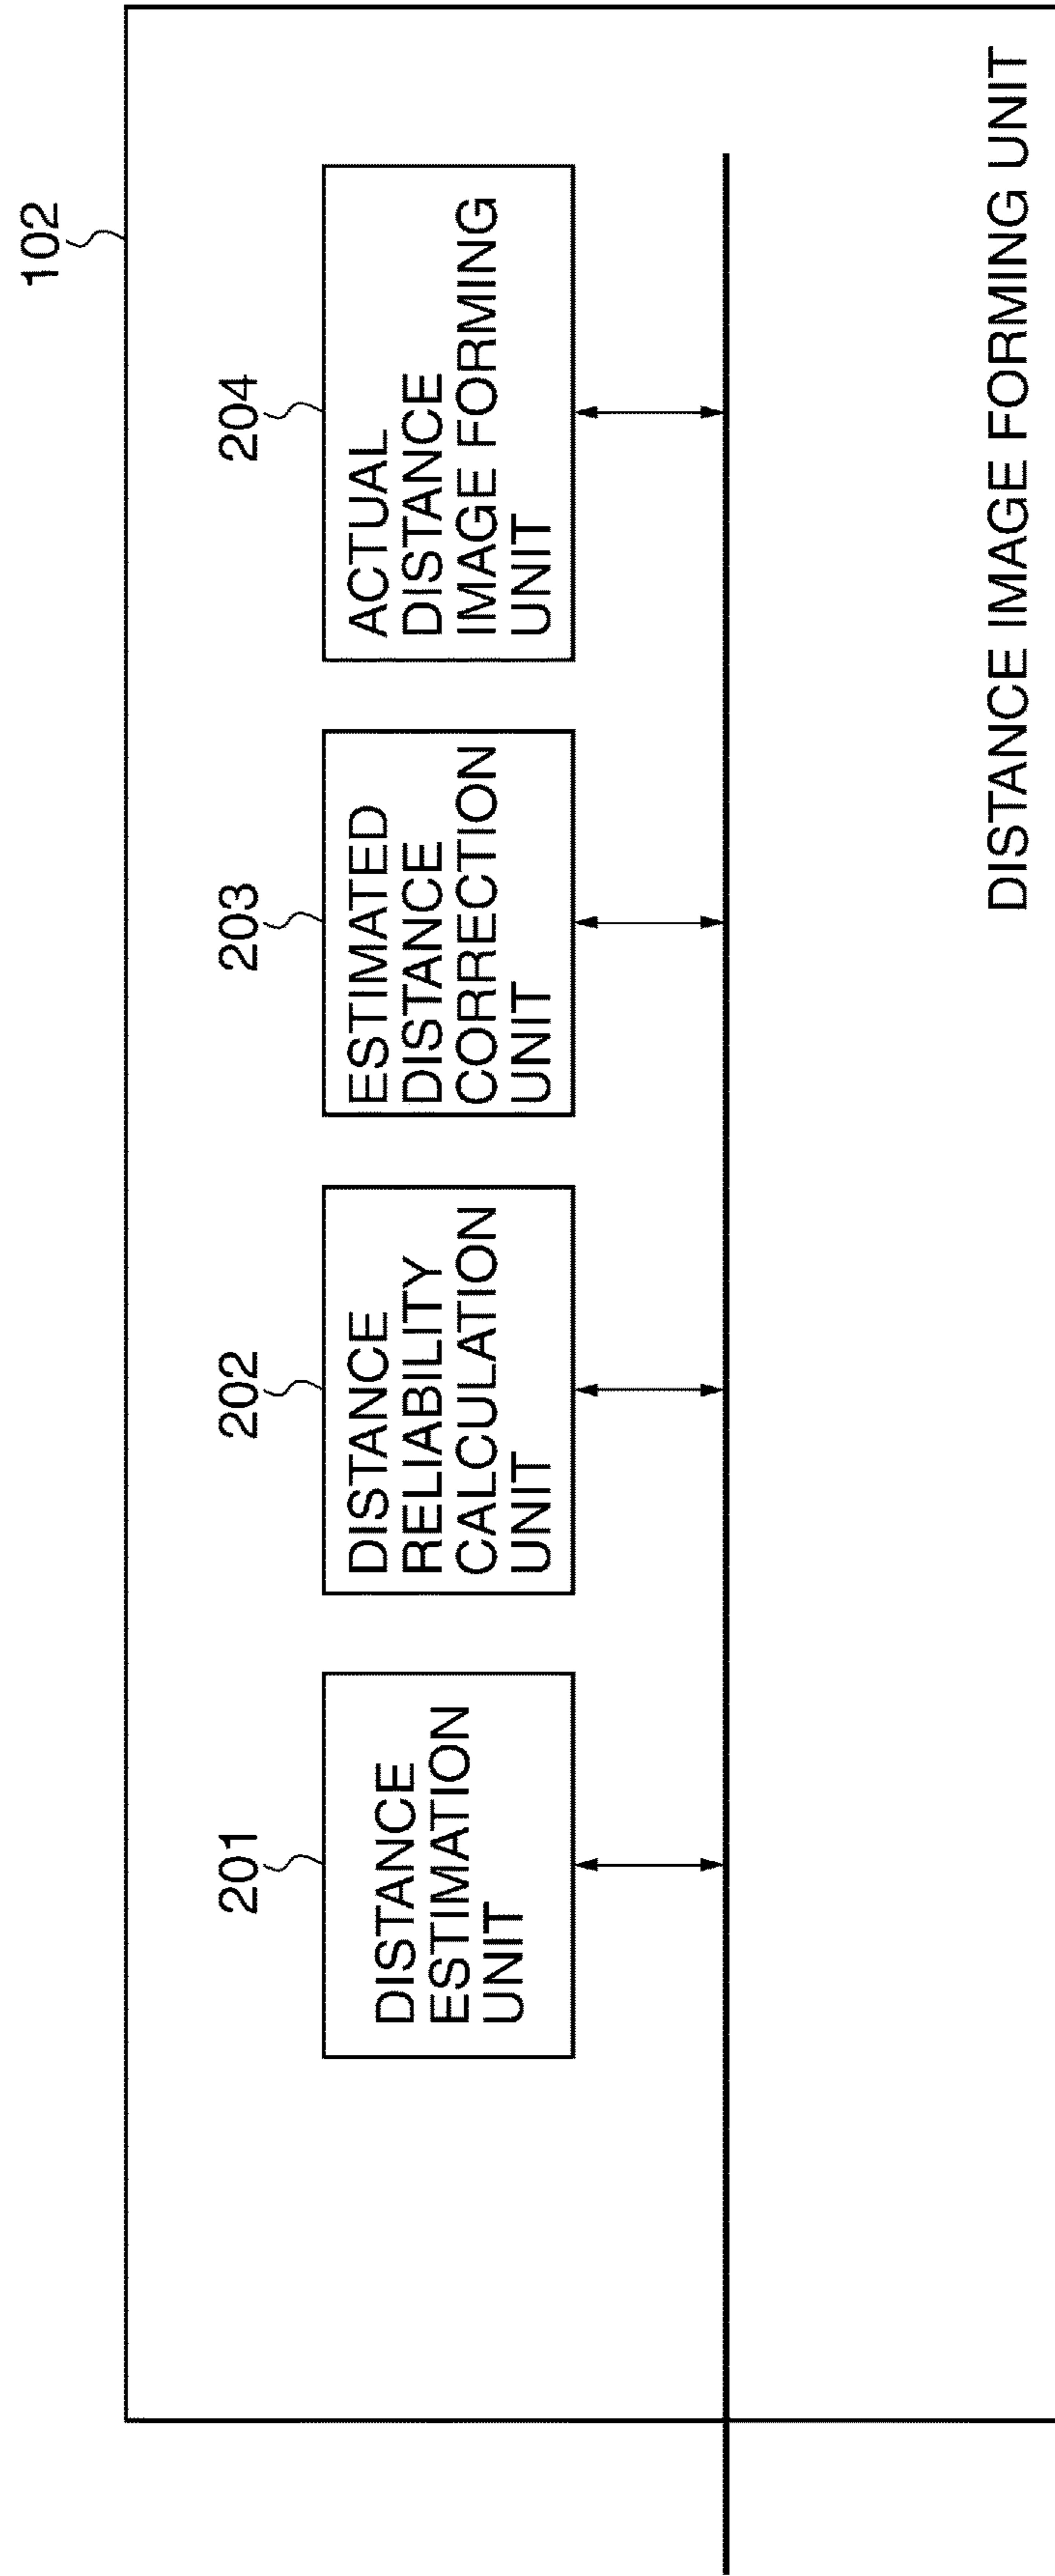 102
201
DISTANCE
ESTIMATION
UNIT
202
DISTANCE
RELIABILITY
CALCULATION
UNIT
203
ESTIMATED
DISTANCE
CORRECTION
UNIT
204
ACTUAL
DISTANCE
IMAGE FORMING
UNIT
DISTANCE IMAGE FORMING UNIT